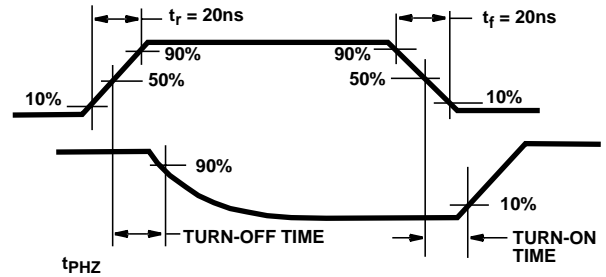 tr = 20ns
tf = 20ns
90%
90%
50%
50%
10%
10%
90%
10%
TURN-OFF TIME
TURN-ON
TIME
tPHZ